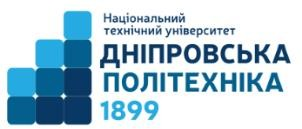 Національний
технічний університет
ДНІПРОВСЬКА
ПОЛІТЕХНІКА
1899